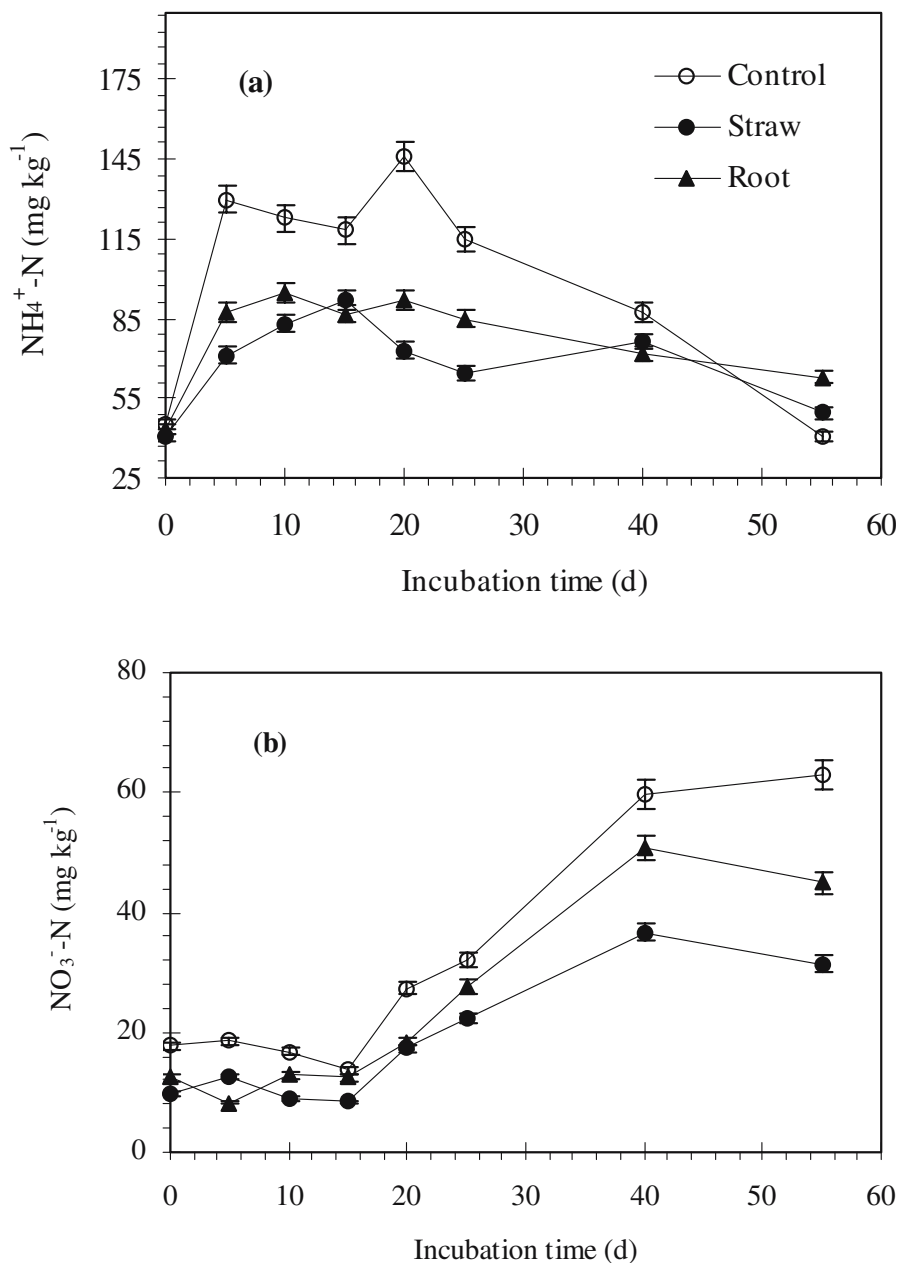 (a)
Control
Straw
Root
NH₄⁺-N (mg kg⁻¹)
175
145
115
85
55
25
0 10 20 30 40 50 60
Incubation time (d)
(b)
NO₃⁻-N (mg kg⁻¹)
80
60
40
20
0
0 10 20 30 40 50 60
Incubation time (d)